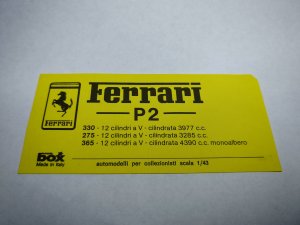 Ferrari
P2
Ferrari
330 - 12 cilindri a V - cilindrata 3977 c.c.
275 - 12 cilindri a V - cilindrata 3285 c.c.
365 - 12 cilindri a V - cilindrata 4390 c.c. monoalbero
box
Made in Italy
automodelli per collezionisti scala 1/43